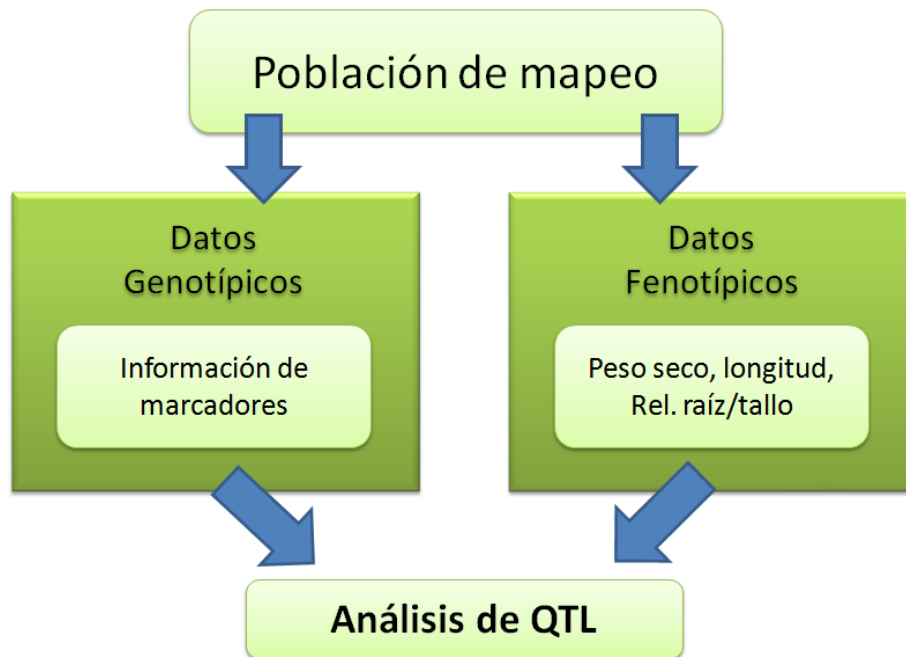 Población de mapeo
Datos
Genotípicos
Información de
marcadores
Datos
Fenotípicos
Peso seco, longitud,
Rel. raíz/tallo
Análisis de QTL